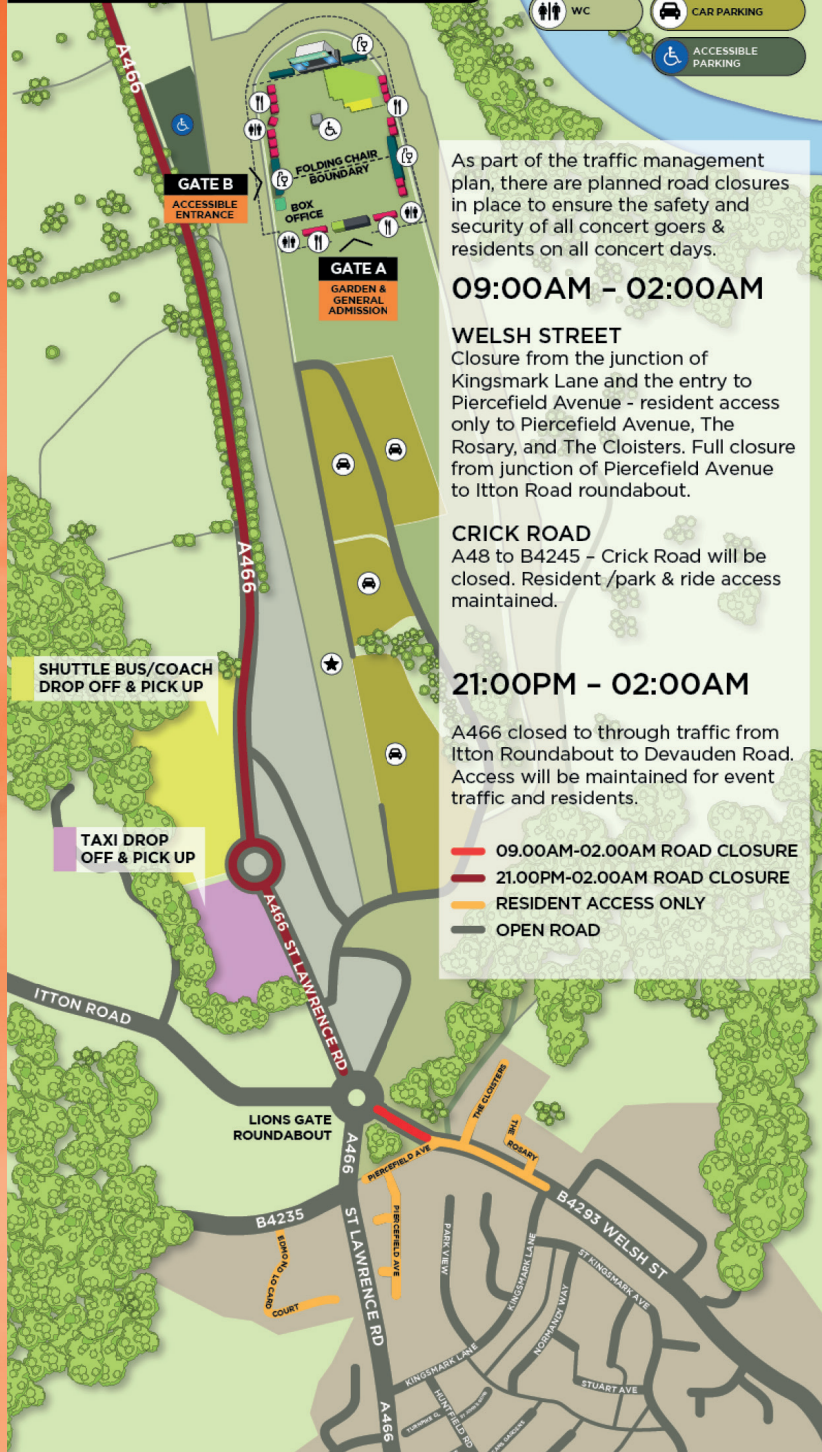 WC
CAR PARKING
ACCESSIBLE
PARKING
A466
GATE B
ACCESSIBLE
ENTRANCE
FOLDING CHAIR
BOUNDARY
BOX
OFFICE
GATE A
GARDEN &
GENERAL
ADMISSION
As part of the traffic management
plan, there are planned road closures
in place to ensure the safety and
security of all concert goers &
residents on all concert days.
09:00AM – 02:00AM
WELSH STREET
Closure from the junction of
Kingsmark Lane and the entry to
Piercefield Avenue - resident access
only to Piercefield Avenue, The
Rosary, and The Cloisters. Full closure
from junction of Piercefield Avenue
to Itton Road roundabout.
CRICK ROAD
A48 to B4245 – Crick Road will be
closed. Resident /park & ride access
maintained.
21:00PM – 02:00AM
A466 closed to through traffic from
Itton Roundabout to Devauden Road.
Access will be maintained for event
traffic and residents.
09.00AM-02.00AM ROAD CLOSURE
21.00PM-02.00AM ROAD CLOSURE
RESIDENT ACCESS ONLY
OPEN ROAD
A466
SHUTTLE BUS/COACH
DROP OFF & PICK UP
TAXI DROP
OFF & PICK UP
A466 ST LAWRENCE RD
ITTON ROAD
LIONS GATE
ROUNDABOUT
THE CLOISTERS
THE
ROSARY
PIERCEFIELD AVE
A466
ST LAWRENCE RD
B4235
PIERCEFIELD AVE
EDMO ND LO CARD
COURT
B4293 WELSH ST
PARK VIEW
KINGSMARK LANE
ST KINGSMARK AVE
NORMANDY WAY
KINGSMARK LANE
STUART AVE
HUNTFIELD RD
A466